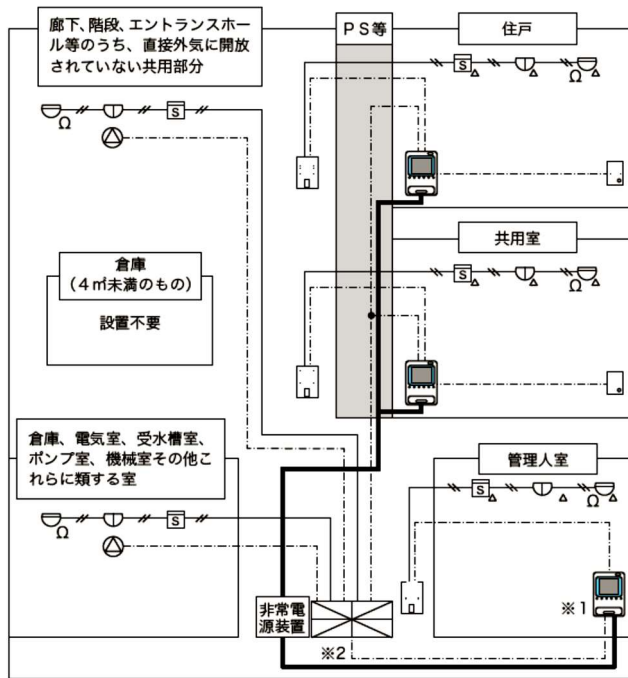 廊下、階段、エントランスホー
ル等のうち、直接外気に開放
されていない共用部分
PS等
住戸
S
Ω
Ω
S
共用室
S
Ω
倉庫
(4㎡未満のもの)
設置不要
倉庫、電気室、受水槽室、
ポンプ室、機械室その他こ
れらに類する室
管理人室
S
Ω
Ω
S
非常電
源装置
※1
※2